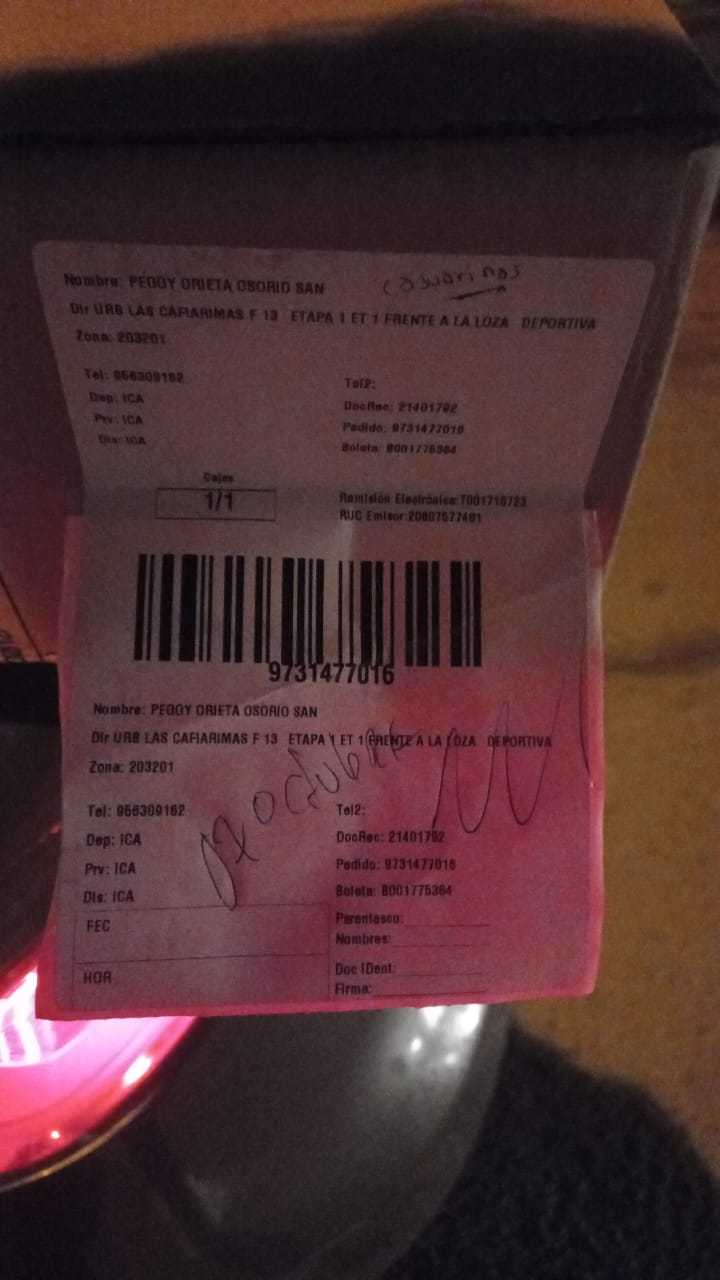 Nombre: PEGGY ORIETA OSORIO SAN casuarinas
Dir URB LAS CAFIARIMAS F 13 ETAPA 1 ET 1 FRENTE A LA LOZA DEPORTIVA
Zona: 203201
Tel: 956309162 Tel2:
Dep: ICA DocRec: 21401792
Prv: ICA Pedido: 9731477016
Dis: ICA Boleta: B001775364
Cajas
1/1 Remisión Electrónica: T001716723
RUC Emisor: 20607577491
9731477016
Nombre: PEGGY ORIETA OSORIO SAN
Dir URB LAS CAFIARIMAS F 13 ETAPA 1 ET 1 FRENTE A LA LOZA DEPORTIVA
Zona: 203201
octubre
Tel: 956309162 Tel2:
Dep: ICA DocRec: 21401792
Prv: ICA Pedido: 9731477016
Dis: ICA Boleta: B001775364
FEC Parentesco:
Nombres:
HOR Doc IDent:
Firma: